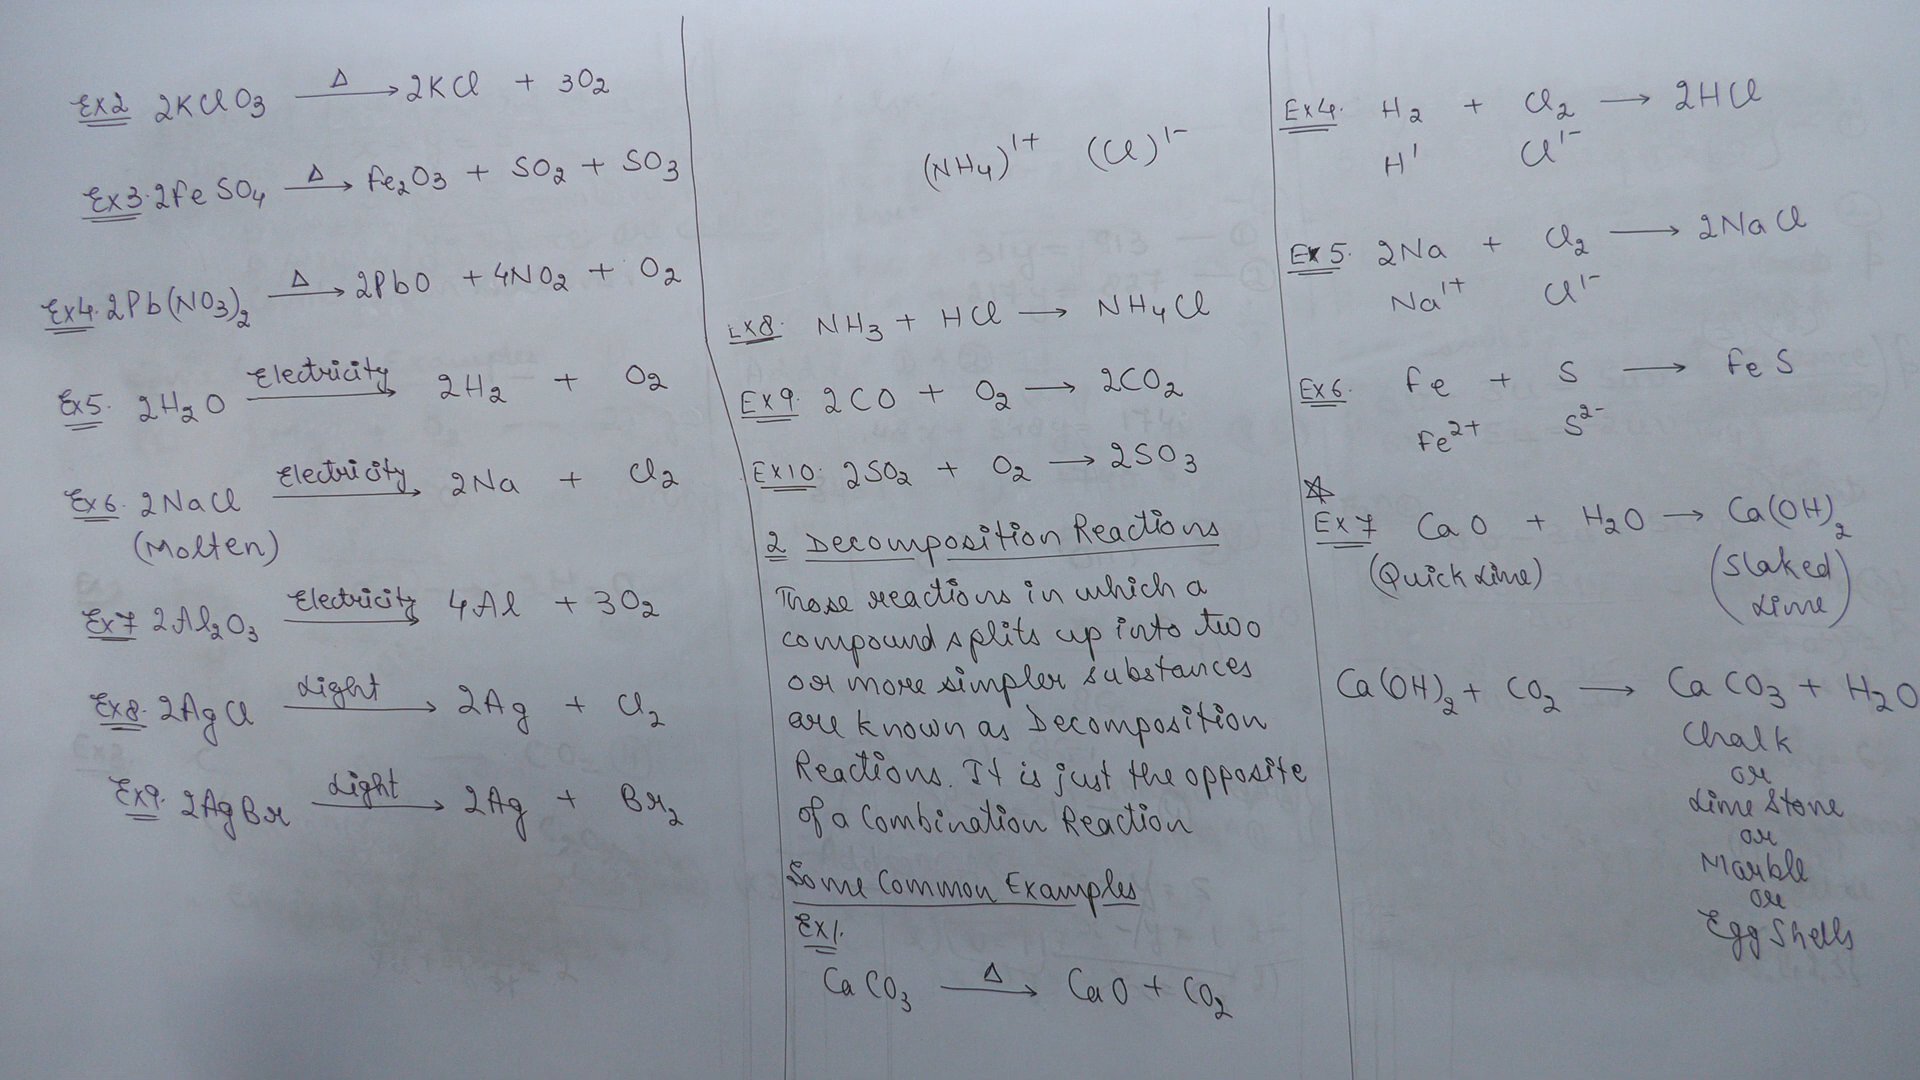 Ex2 2KClO3 Δ→ 2KCl + 3O2
Ex3. 2FeSO4 Δ→ Fe2O3 + SO2 + SO3
Ex4. 2Pb(NO3)2 Δ→ 2PbO + 4NO2 + O2
Ex5. 2H2O Electricity→ 2H2 + O2
Ex6. 2NaCl Electricity→ 2Na + Cl2
(Molten)
Ex7 2Al2O3 Electricity→ 4Al + 3O2
Ex8. 2AgCl Light→ 2Ag + Cl2
Ex9. 2AgBr Light→ 2Ag + Br2
(NH4)1+ (Cl)1-
Ex8. NH3 + HCl → NH4Cl
Ex9. 2CO + O2 → 2CO2
Ex10. 2SO2 + O2 → 2SO3
2 Decomposition Reactions
Those reactions in which a
compound splits up into two
or more simpler substances
are known as Decomposition
Reactions. It is just the opposite
of a Combination Reaction
Some Common Examples
Ex1.
CaCO3 Δ→ CaO + CO2
Ex4. H2 + Cl2 → 2HCl
H1 Cl1-
Ex5. 2Na + Cl2 → 2NaCl
Na1+ Cl1-
Ex6. Fe + S → FeS
Fe2+ S2-
Ex7 CaO + H2O → Ca(OH)2
(Quick Lime) (Slaked
Lime)
Ca(OH)2 + CO2 → CaCO3 + H2O
Chalk
or
Lime Stone
or
Marble
or
Egg Shells